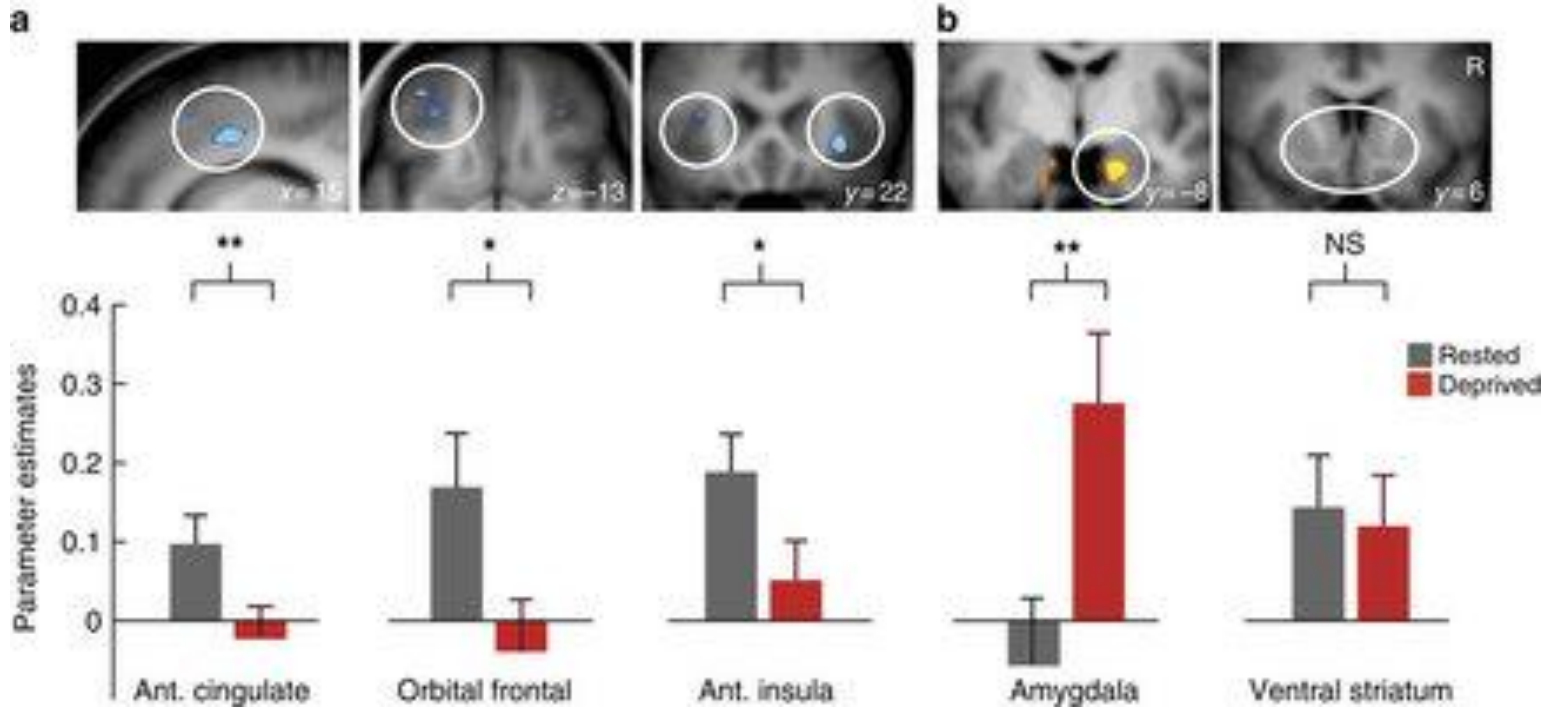 a
b
x=15
z=−13
y=22
y=−8
R
y=6
**
*
*
**
NS
0.4
0.3
0.2
0.1
0
Parameter estimates
Rested
Deprived
Ant. cingulate
Orbital frontal
Ant. insula
Amygdala
Ventral striatum